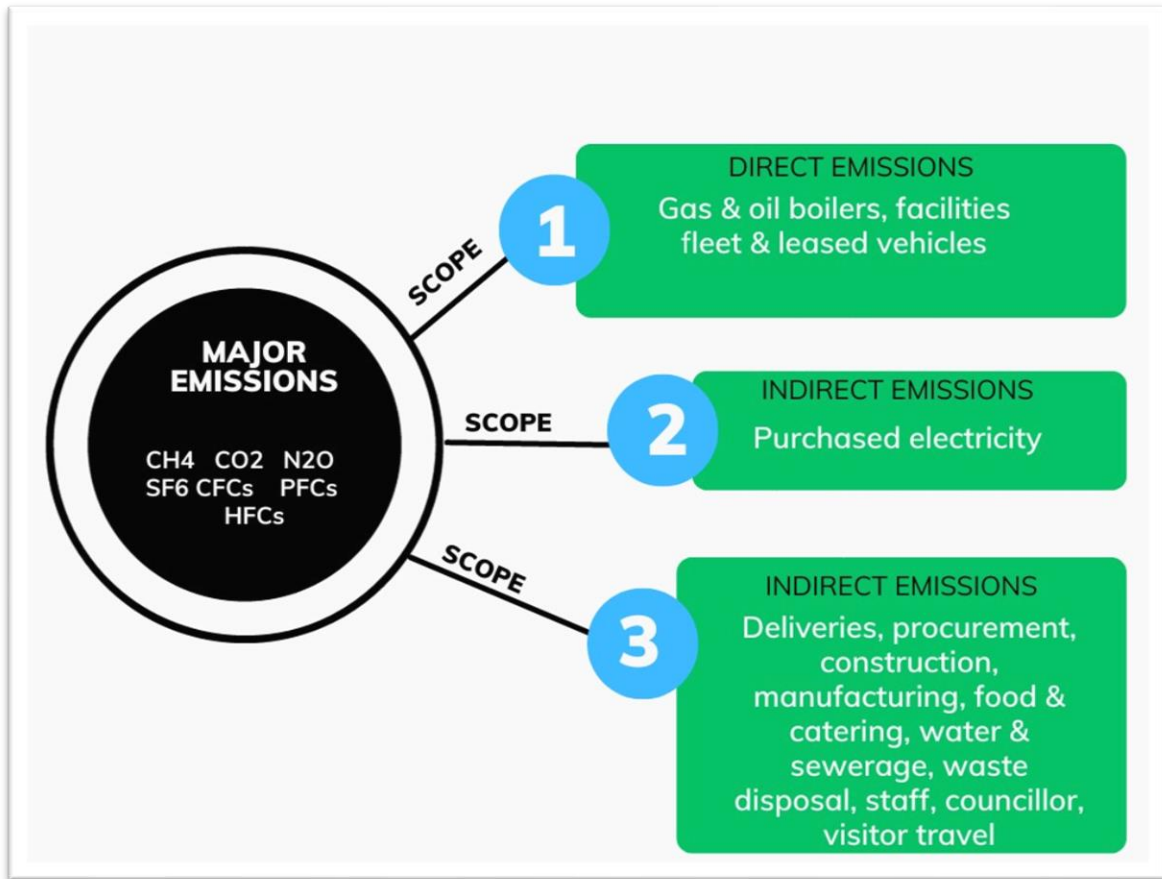 MAJOR
EMISSIONS
CH4 CO2 N2O
SF6 CFCs PFCs
HFCs
SCOPE
1
DIRECT EMISSIONS
Gas & oil boilers, facilities
fleet & leased vehicles
SCOPE
2
INDIRECT EMISSIONS
Purchased electricity
SCOPE
3
INDIRECT EMISSIONS
Deliveries, procurement,
construction,
manufacturing, food &
catering, water &
sewerage, waste
disposal, staff, councillor,
visitor travel